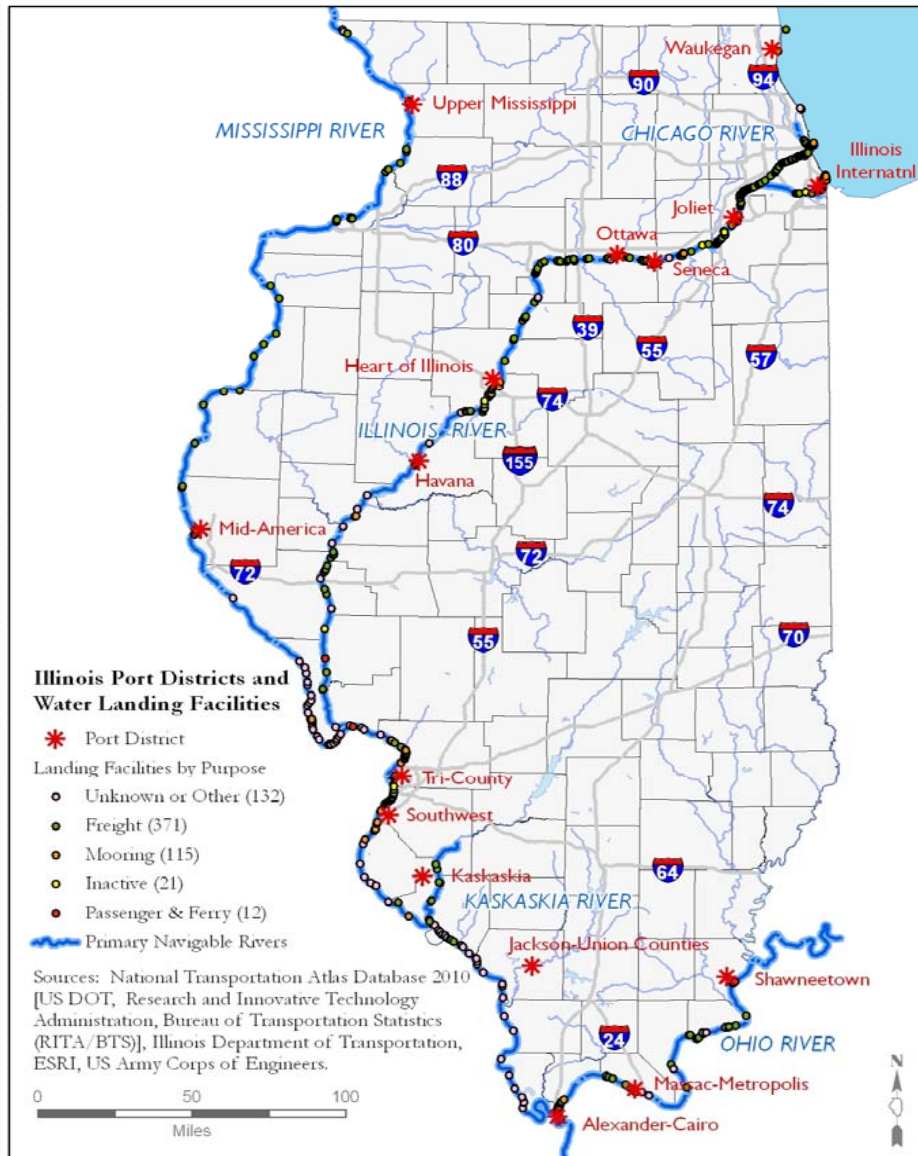 Waukegan
94
90
Upper Mississippi
MISSISSIPPI RIVER
CHICAGO RIVER
Illinois
Internatnl
88
Joliet
Ottawa
80
Seneca
39
55
57
Heart of Illinois
74
ILLINOIS RIVER
155
Havana
74
Mid-America
72
72
70
55
Illinois Port Districts and
Water Landing Facilities
Port District
Landing Facilities by Purpose
Unknown or Other (132)
Freight (371)
Mooring (115)
Inactive (21)
Passenger & Ferry (12)
Primary Navigable Rivers
Sources: National Transportation Atlas Database 2010
[US DOT, Research and Innovative Technology
Administration, Bureau of Transportation Statistics
(RITA/BTS)], Illinois Department of Transportation,
ESRI, US Army Corps of Engineers.
0 50 100
Miles
Tri-County
Southwest
64
Kaskaskia
KASKASKIA RIVER
Jackson-Union Counties
Shawneetown
24
OHIO RIVER
Massac-Metropolis
Alexander-Cairo
N